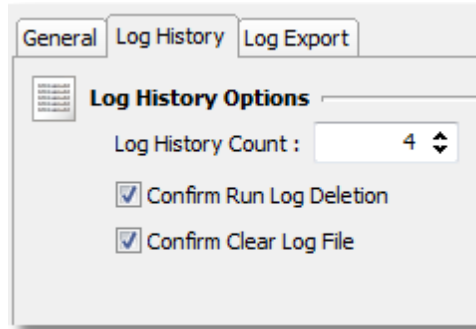 General Log History Log Export
Log History Options
Log History Count : 4
Confirm Run Log Deletion
Confirm Clear Log File